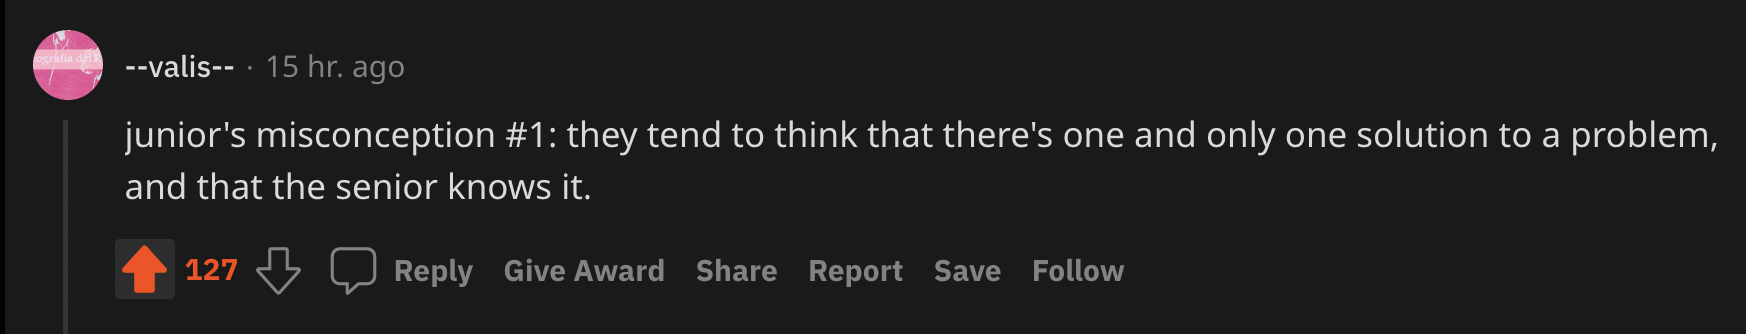 --valis-- · 15 hr. ago
junior's misconception #1: they tend to think that there's one and only one solution to a problem,
and that the senior knows it.
127 Reply Give Award Share Report Save Follow